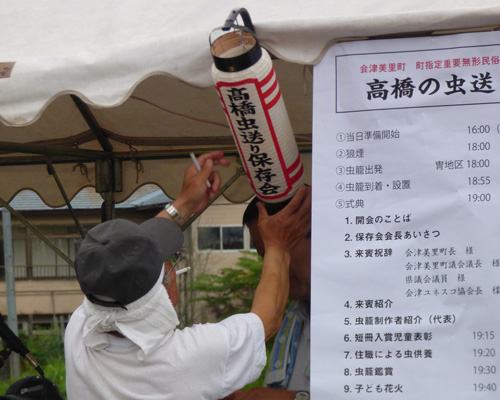 高橋虫送り保存会
会津美里町 町指定重要無形民俗
高橋の虫送
①当日準備開始 16:00
②狼煙 18:00
③虫籠出発 冑地区 18:00
④虫籠到着・設置 18:55
⑤式典 19:00
1. 開会のことば
2. 保存会会長あいさつ
3. 来賓祝辞 会津美里町長 様
会津美里町議会議長 様
県議会議員 様
会津ユネスコ協会長 様
4. 来賓紹介
5. 虫籠制作者紹介（代表）
6. 短冊入賞児童表彰 19:15
7. 住職による虫供養 19:20
8. 虫籠鑑賞 19:30
9. 子ども花火 19:40